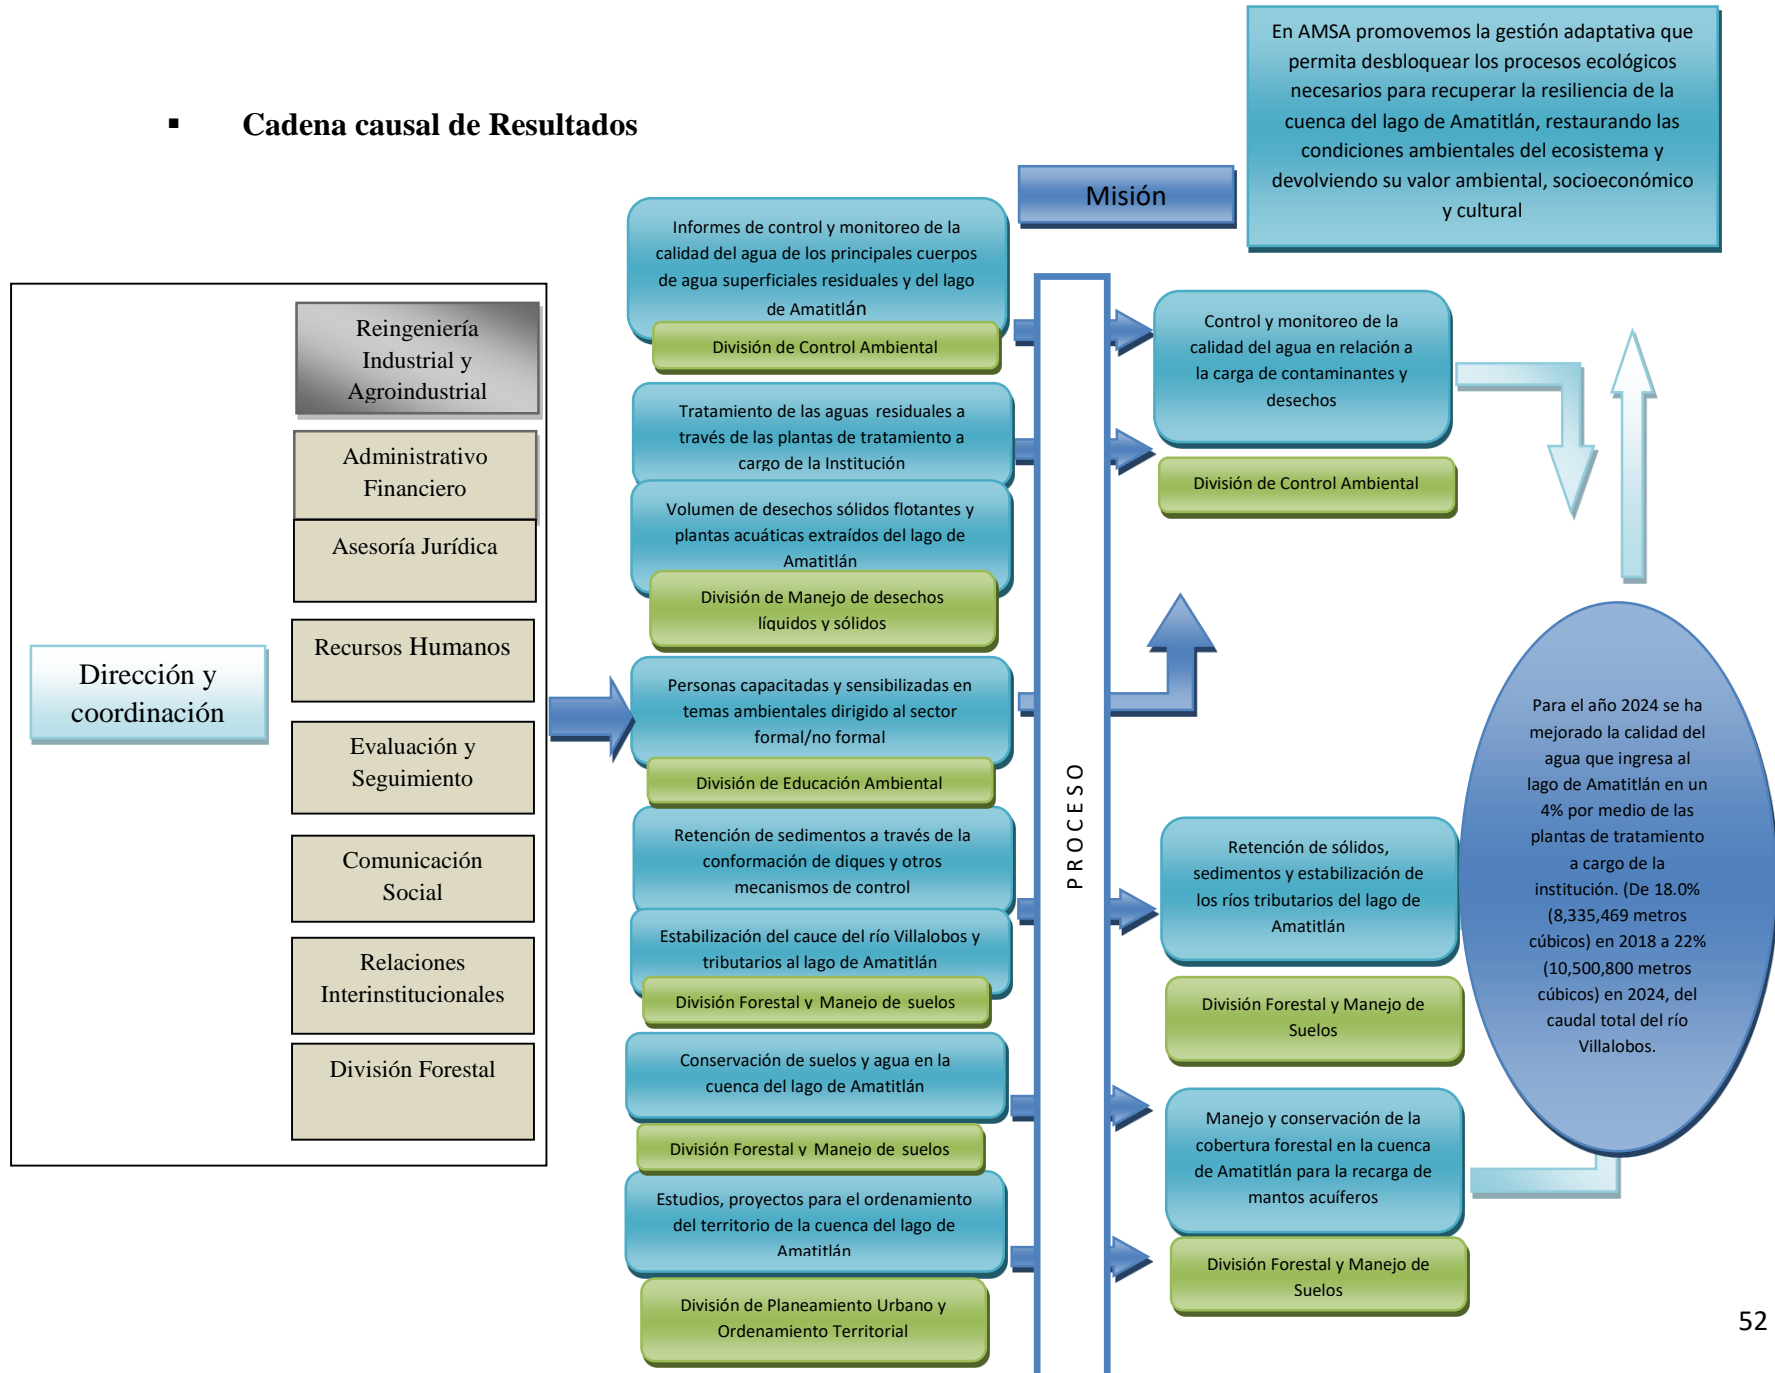 ▪ Cadena causal de Resultados
Misión
En AMSA promovemos la gestión adaptativa que
permita desbloquear los procesos ecológicos
necesarios para recuperar la resiliencia de la
cuenca del lago de Amatitlán, restaurando las
condiciones ambientales del ecosistema y
devolviendo su valor ambiental, socioeconómico
y cultural
Dirección y
coordinación
Reingeniería
Industrial y
Agroindustrial
Administrativo
Financiero
Asesoría Jurídica
Recursos Humanos
Evaluación y
Seguimiento
Comunicación
Social
Relaciones
Interinstitucionales
División Forestal
Informes de control y monitoreo de la
calidad del agua de los principales cuerpos
de agua superficiales residuales y del lago
de Amatitlán
División de Control Ambiental
Tratamiento de las aguas residuales a
través de las plantas de tratamiento a
cargo de la Institución
Volumen de desechos sólidos flotantes y
plantas acuáticas extraídos del lago de
Amatitlán
División de Manejo de desechos
líquidos y sólidos
Personas capacitadas y sensibilizadas en
temas ambientales dirigido al sector
formal/no formal
División de Educación Ambiental
Retención de sedimentos a través de la
conformación de diques y otros
mecanismos de control
Estabilización del cauce del río Villalobos y
tributarios al lago de Amatitlán
División Forestal y Manejo de suelos
Conservación de suelos y agua en la
cuenca del lago de Amatitlán
División Forestal y Manejo de suelos
Estudios, proyectos para el ordenamiento
del territorio de la cuenca del lago de
Amatitlán
División de Planeamiento Urbano y
Ordenamiento Territorial
PROCESO
Control y monitoreo de la
calidad del agua en relación a
la carga de contaminantes y
desechos
División de Control Ambiental
Retención de sólidos,
sedimentos y estabilización de
los ríos tributarios del lago de
Amatitlán
División Forestal y Manejo de
Suelos
Manejo y conservación de la
cobertura forestal en la cuenca
de Amatitlán para la recarga de
mantos acuíferos
División Forestal y Manejo de
Suelos
Para el año 2024 se ha
mejorado la calidad del
agua que ingresa al
lago de Amatitlán en un
4% por medio de las
plantas de tratamiento
a cargo de la
institución. (De 18.0%
(8,335,469 metros
cúbicos) en 2018 a 22%
(10,500,800 metros
cúbicos) en 2024, del
caudal total del río
Villalobos.
52